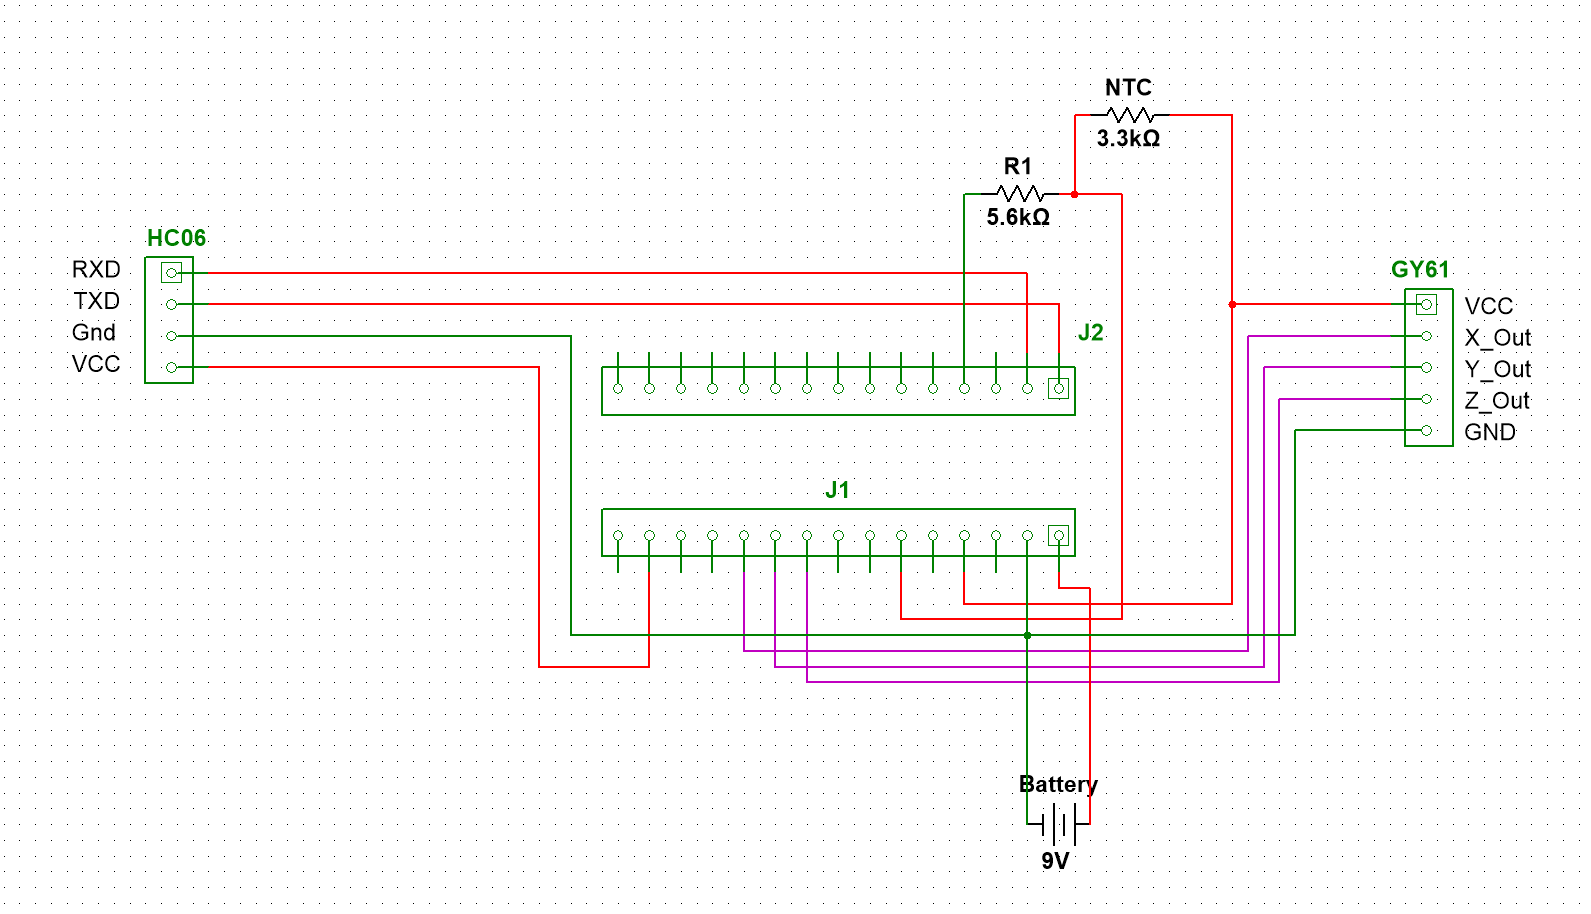 NTC
3.3kΩ
R1
5.6kΩ
HC06
RXD
TXD
Gnd
VCC
J2
GY61
VCC
X_Out
Y_Out
Z_Out
GND
J1
Battery
9V